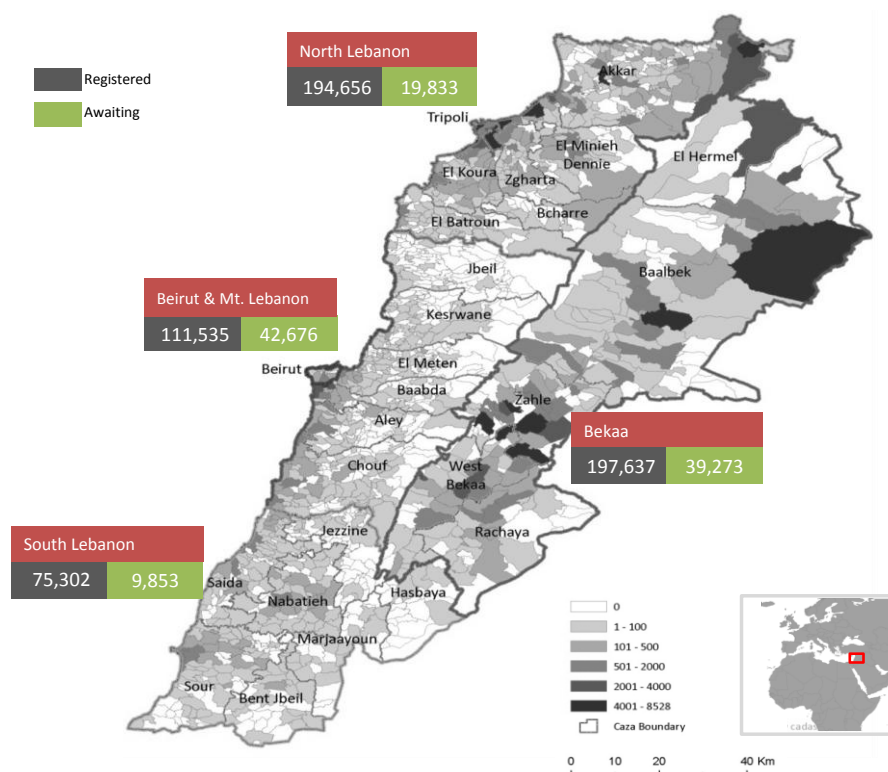 North Lebanon
194,656 19,833
Registered
Awaiting
Akkar
Tripoli
El Minieh
Dennie
El Hermel
El Koura
Zgharta
Bcharre
El Batroun
Jbeil
Baalbek
Beirut & Mt. Lebanon
111,535 42,676
Kesrwane
El Meten
Beirut
Baabda
Zahle
Aley
Bekaa
197,637 39,273
Chouf
West
Bekaa
Jezzine
Rachaya
South Lebanon
75,302 9,853
Saida
Hasbaya
Nabatieh
Marjaayoun
Sour
Bent Jbeil
0
1 - 100
101 - 500
501 - 2000
2001 - 4000
4001 - 8528
Caza Boundary
cadas
0 10 20 40 Km